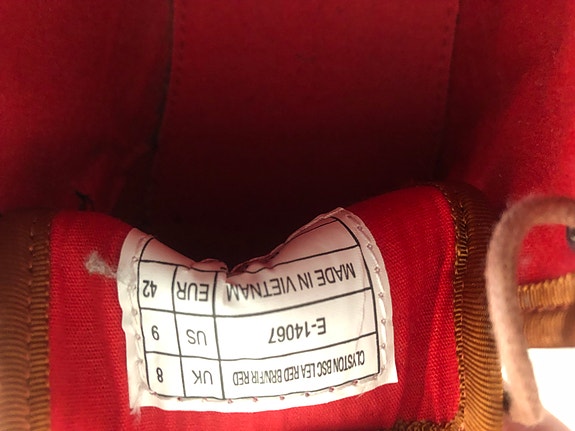 CLYSTON BSC LEA RED BRN/FIR RED UK 8
E-14067 US 9
MADE IN VIETNAM EUR 42